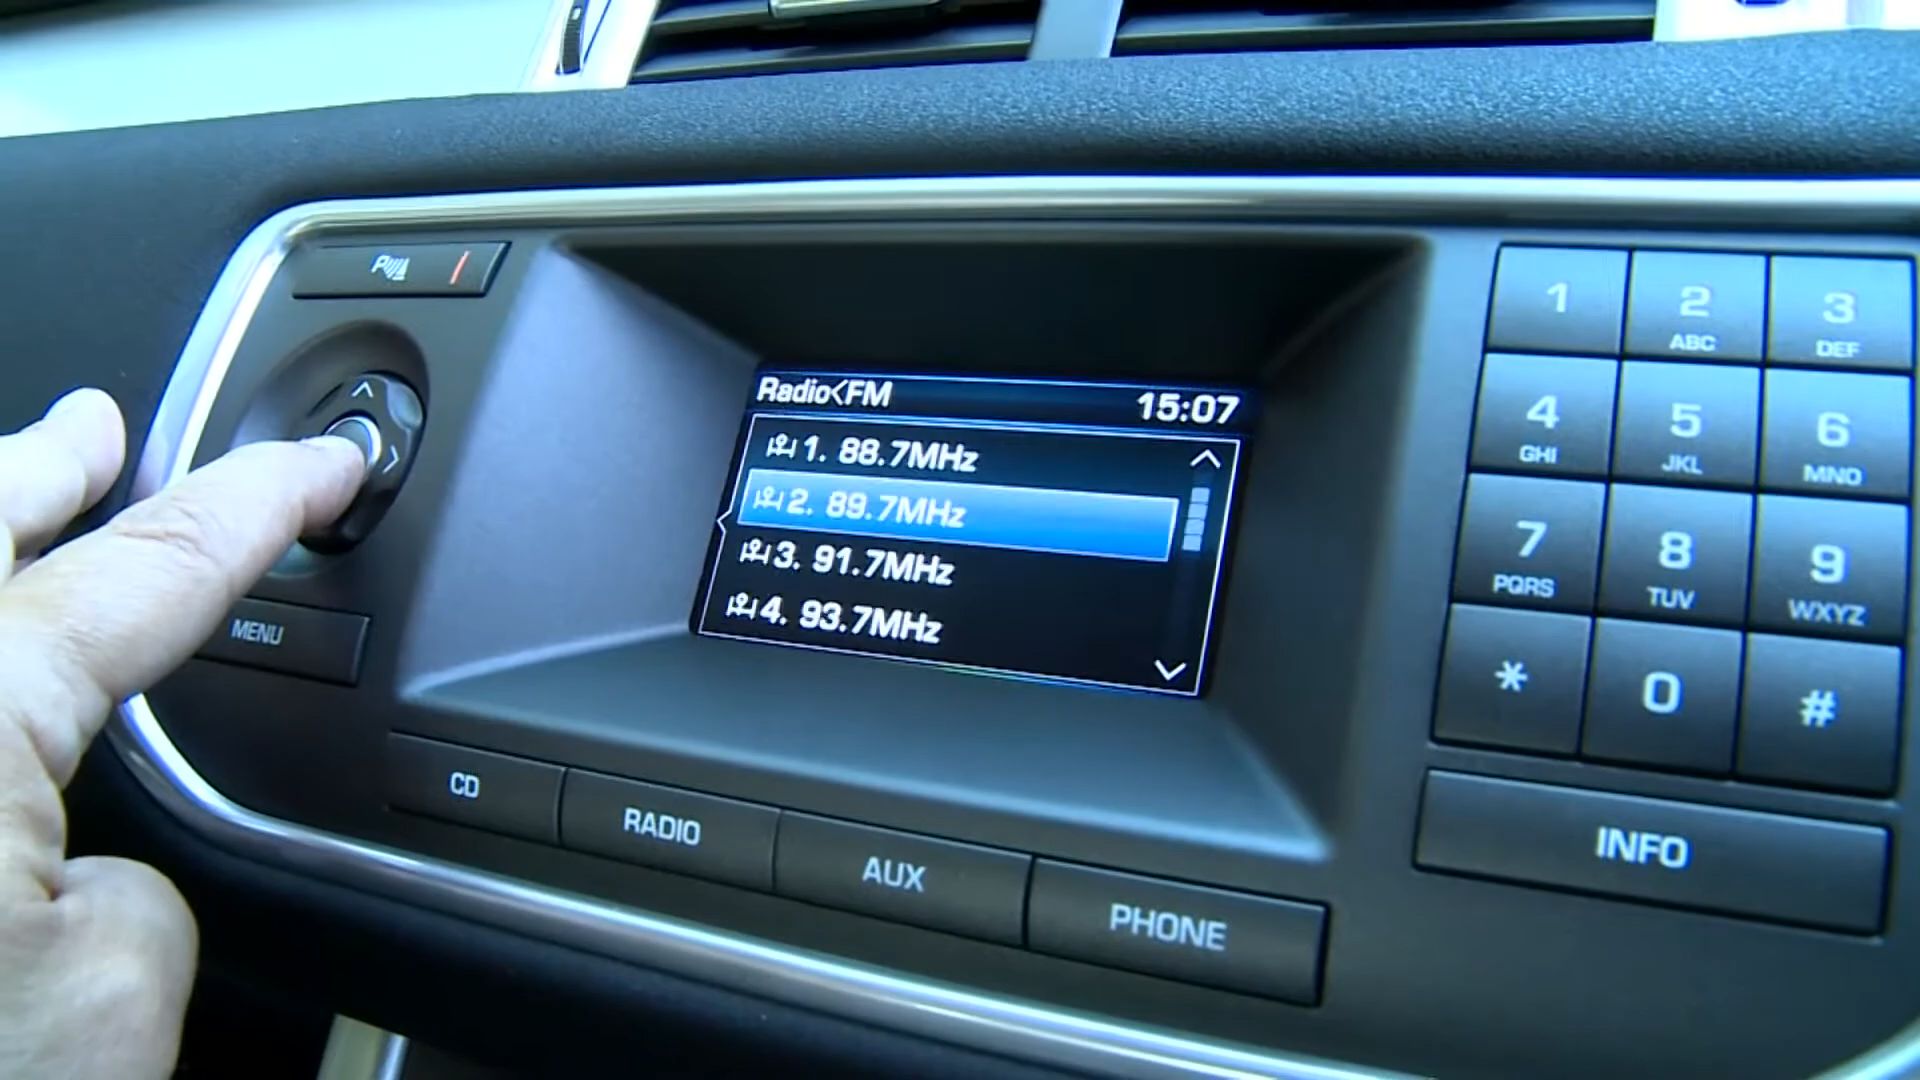 P
Radio<FM 15:07
1. 88.7MHz
2. 89.7MHz
3. 91.7MHz
4. 93.7MHz
MENU
CD
RADIO
AUX
PHONE
1
2
ABC
3
DEF
4
GHI
5
JKL
6
MNO
7
PQRS
8
TUV
9
WXYZ
*
0
#
INFO